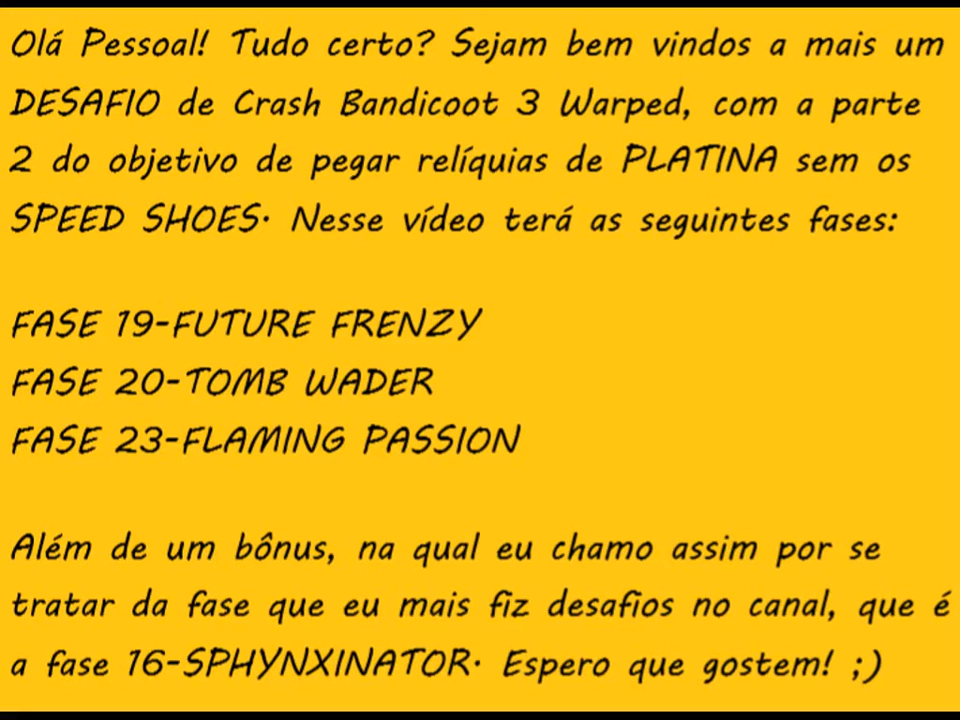 Olá Pessoal! Tudo certo? Sejam bem vindos a mais um
DESAFIO de Crash Bandicoot 3 Warped, com a parte
2 do objetivo de pegar relíquias de PLATINA sem os
SPEED SHOES. Nesse vídeo terá as seguintes fases:
FASE 19-FUTURE FRENZY
FASE 20-TOMB WADER
FASE 23-FLAMING PASSION
Além de um bônus, na qual eu chamo assim por se
tratar da fase que eu mais fiz desafios no canal, que é
a fase 16-SPHYNXINATOR. Espero que gostem! ;)